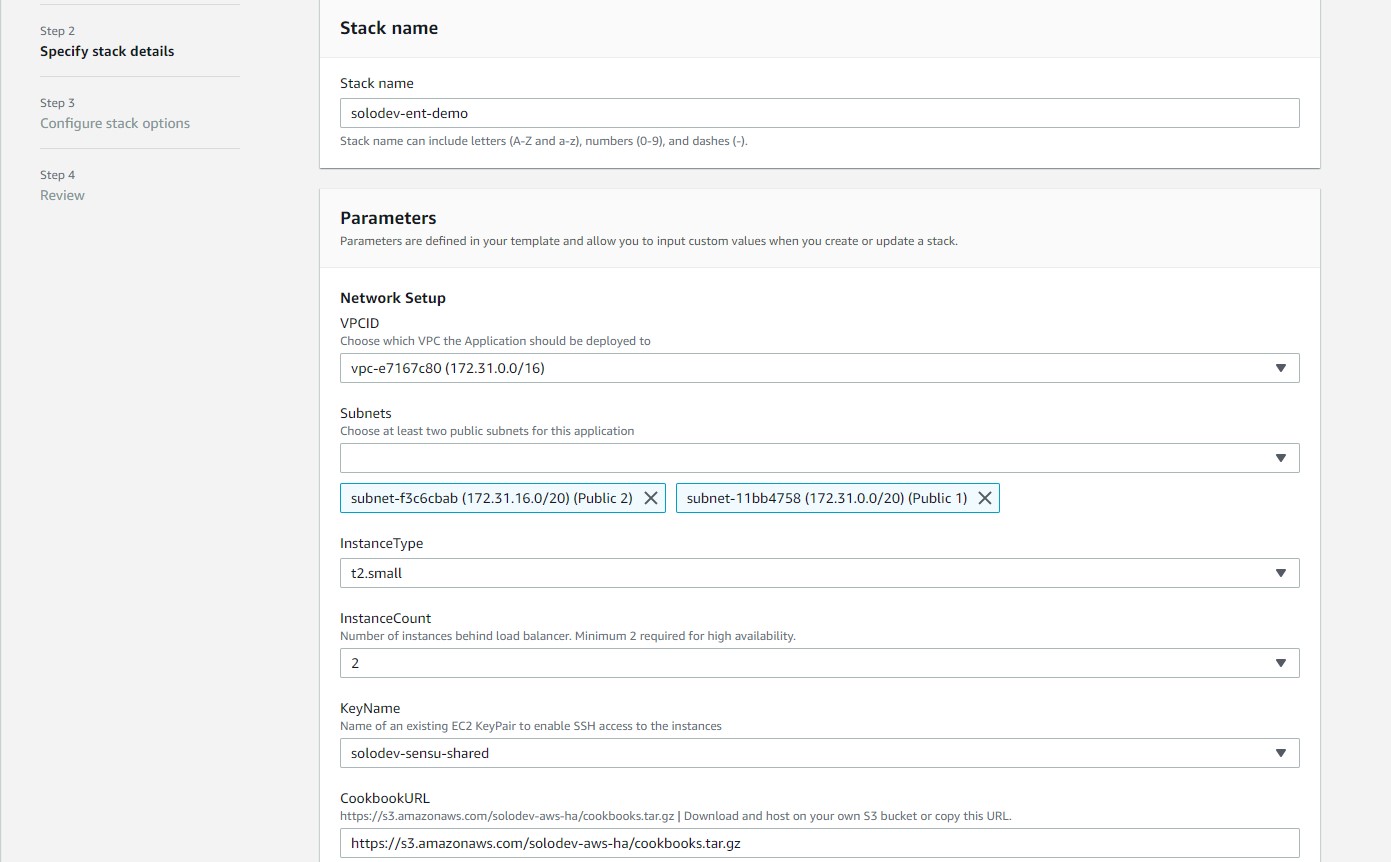 Step 2
Specify stack details
Step 3
Configure stack options
Step 4
Review
Stack name
Stack name
solodev-ent-demo
Stack name can include letters (A-Z and a-z), numbers (0-9), and dashes (-).
Parameters
Parameters are defined in your template and allow you to input custom values when you create or update a stack.
Network Setup
VPCID
Choose which VPC the Application should be deployed to
vpc-e7167c80 (172.31.0.0/16)
Subnets
Choose at least two public subnets for this application
subnet-f3c6cbab (172.31.16.0/20) (Public 2) subnet-11bb4758 (172.31.0.0/20) (Public 1)
InstanceType
t2.small
InstanceCount
Number of instances behind load balancer. Minimum 2 required for high availability.
2
KeyName
Name of an existing EC2 KeyPair to enable SSH access to the instances
solodev-sensu-shared
CookbookURL
https://s3.amazonaws.com/solodev-aws-ha/cookbooks.tar.gz | Download and host on your own S3 bucket or copy this URL.
https://s3.amazonaws.com/solodev-aws-ha/cookbooks.tar.gz